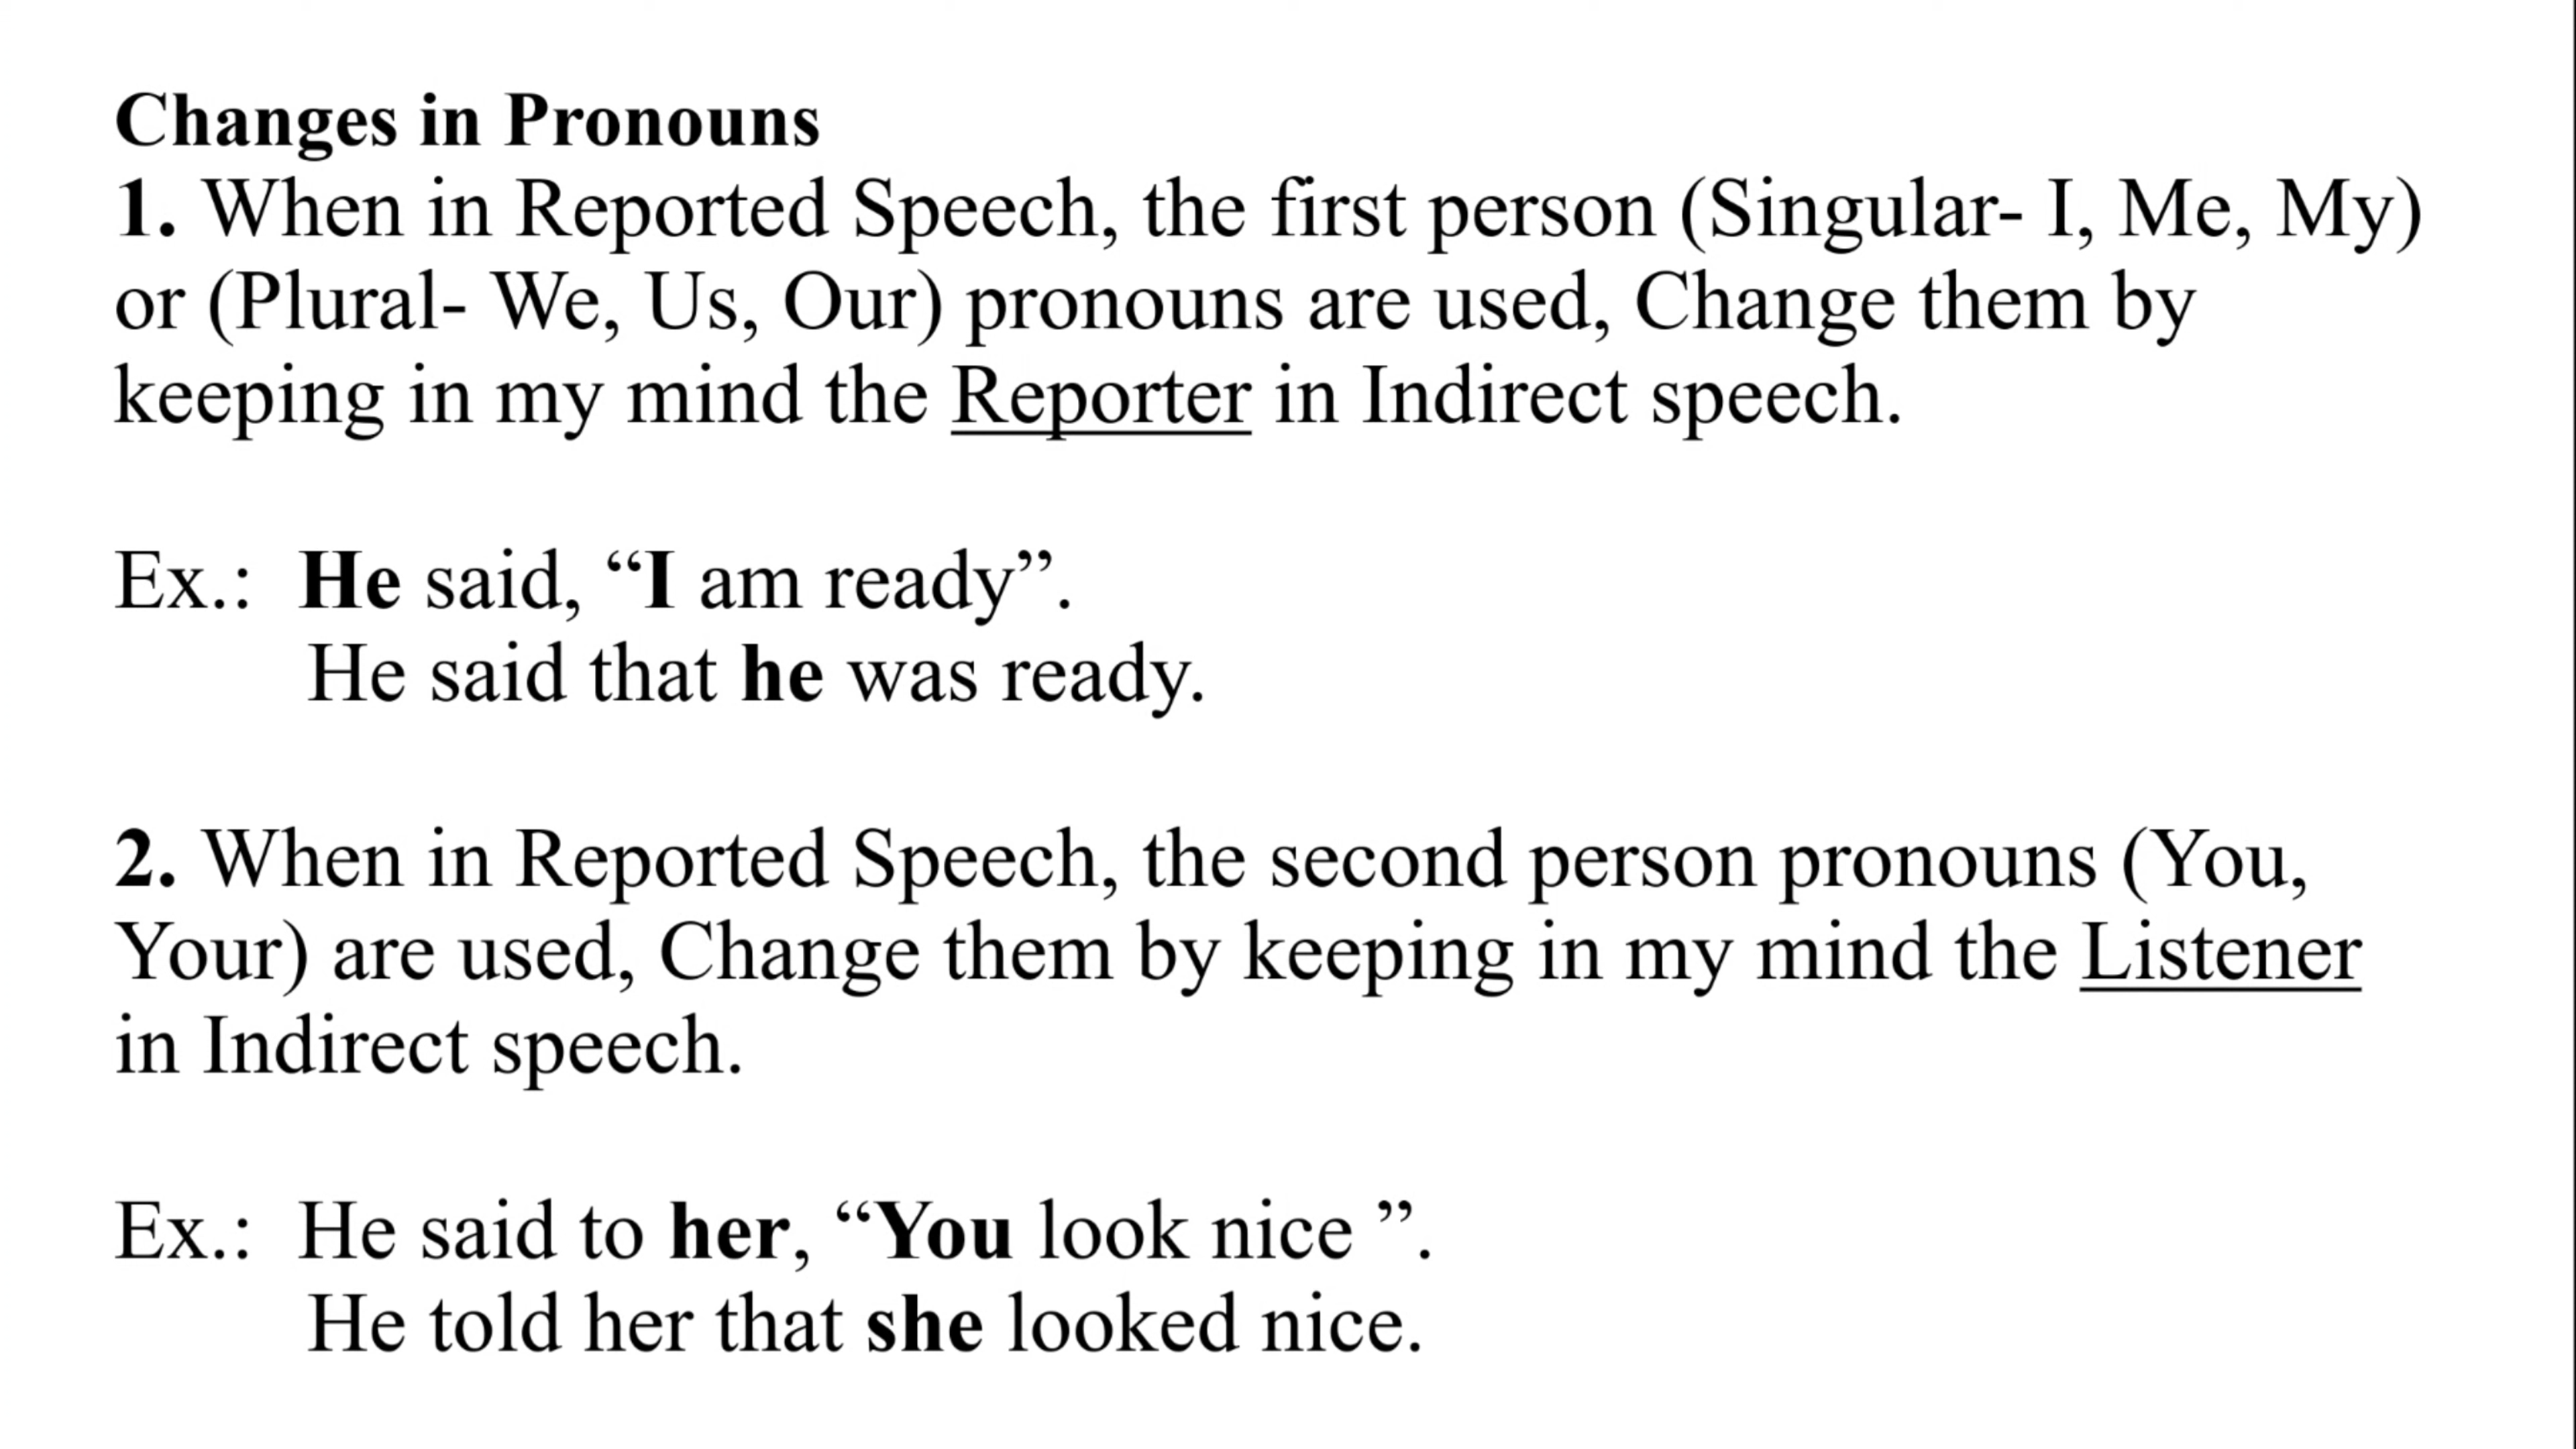 Changes in Pronouns
1. When in Reported Speech, the first person (Singular- I, Me, My)
or (Plural- We, Us, Our) pronouns are used, Change them by
keeping in my mind the Reporter in Indirect speech.
Ex.: He said, “I am ready”.
He said that he was ready.
2. When in Reported Speech, the second person pronouns (You,
Your) are used, Change them by keeping in my mind the Listener
in Indirect speech.
Ex.: He said to her, “You look nice ”.
He told her that she looked nice.